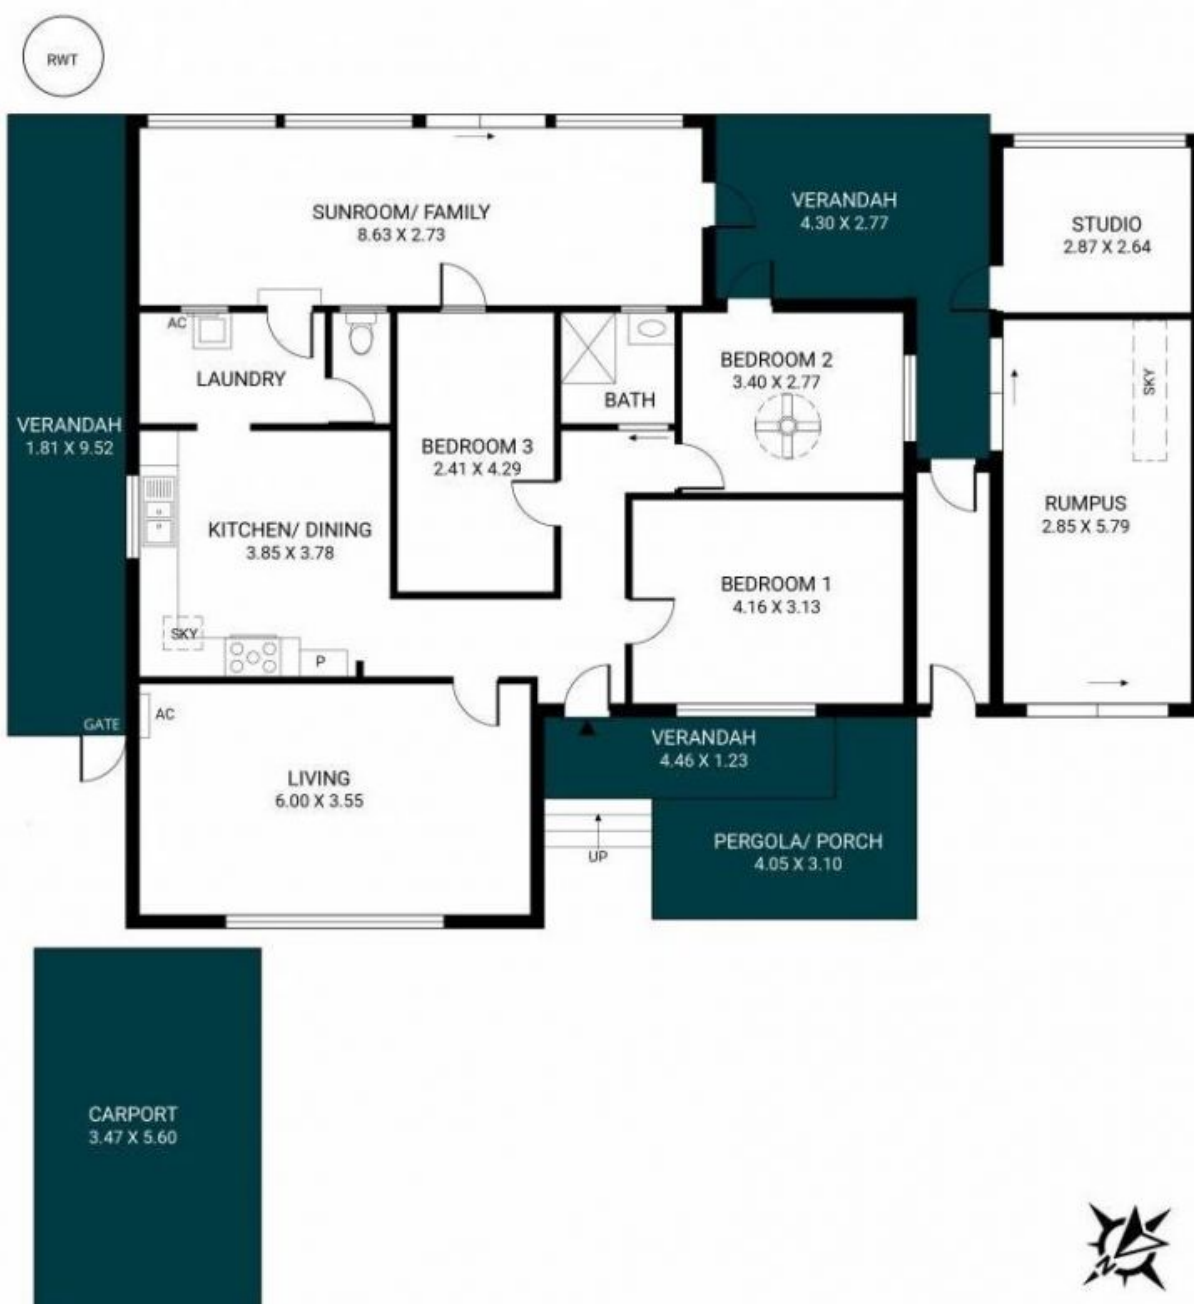 RWT
SUNROOM/ FAMILY
8.63 X 2.73
VERANDAH
4.30 X 2.77
STUDIO
2.87 X 2.64
AC
LAUNDRY
VERANDAH
1.81 X 9.52
BEDROOM 3
2.41 X 4.29
BATH
BEDROOM 2
3.40 X 2.77
SKY
KITCHEN/ DINING
3.85 X 3.78
RUMPUS
2.85 X 5.79
BEDROOM 1
4.16 X 3.13
SKY
P
GATE
AC
LIVING
6.00 X 3.55
VERANDAH
4.46 X 1.23
UP
PERGOLA/ PORCH
4.05 X 3.10
CARPORT
3.47 X 5.60
N